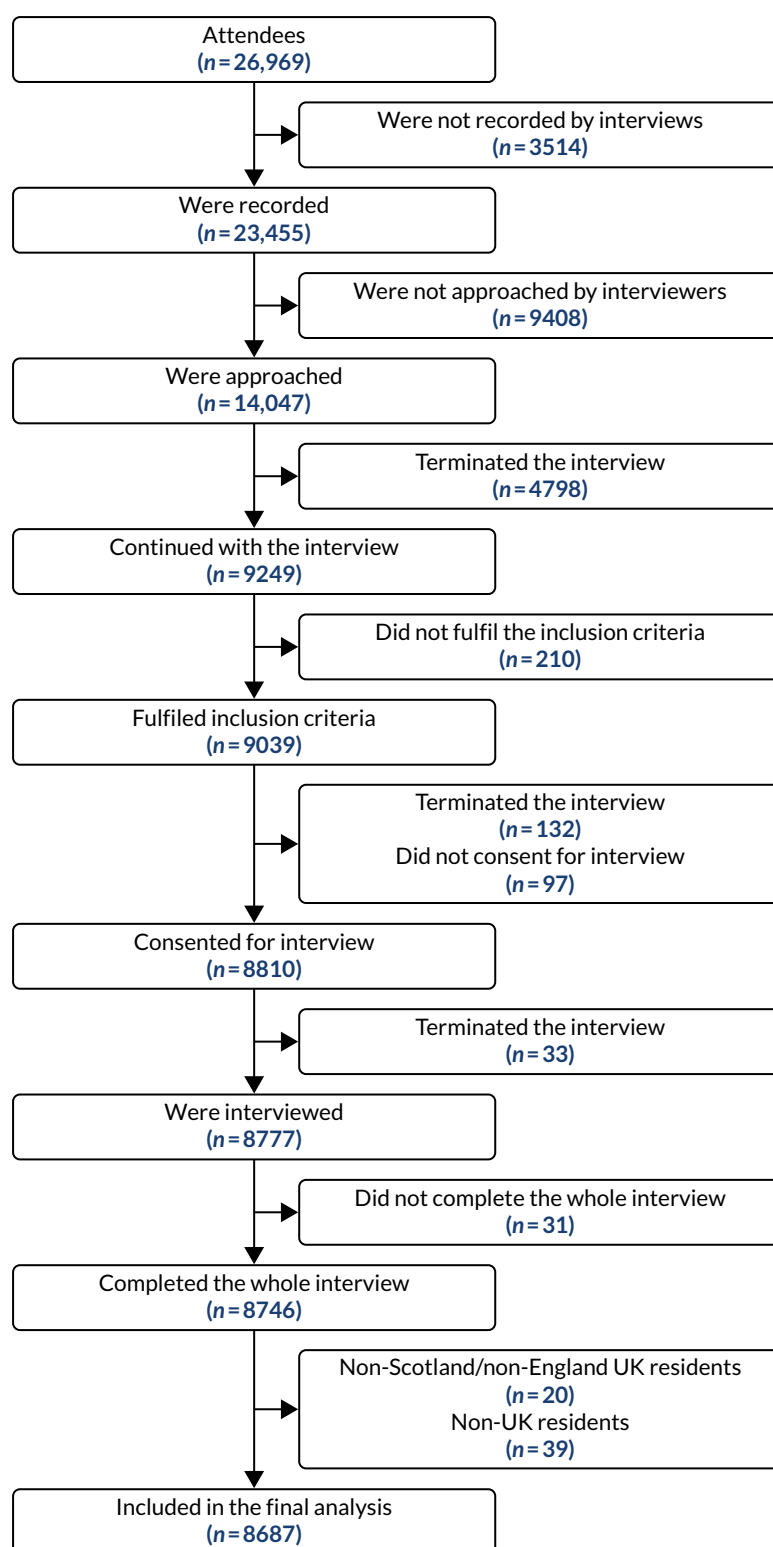 Attendees
(n=26,969)
Were not recorded by interviews
(n=3514)
Were recorded
(n=23,455)
Were not approached by interviewers
(n=9408)
Were approached
(n=14,047)
Terminated the interview
(n=4798)
Continued with the interview
(n=9249)
Did not fulfil the inclusion criteria
(n=210)
Fulfiled inclusion criteria
(n=9039)
Terminated the interview
(n=132)
Did not consent for interview
(n=97)
Consented for interview
(n=8810)
Terminated the interview
(n=33)
Were interviewed
(n=8777)
Did not complete the whole interview
(n=31)
Completed the whole interview
(n=8746)
Non-Scotland/non-England UK residents
(n=20)
Non-UK residents
(n=39)
Included in the final analysis
(n=8687)